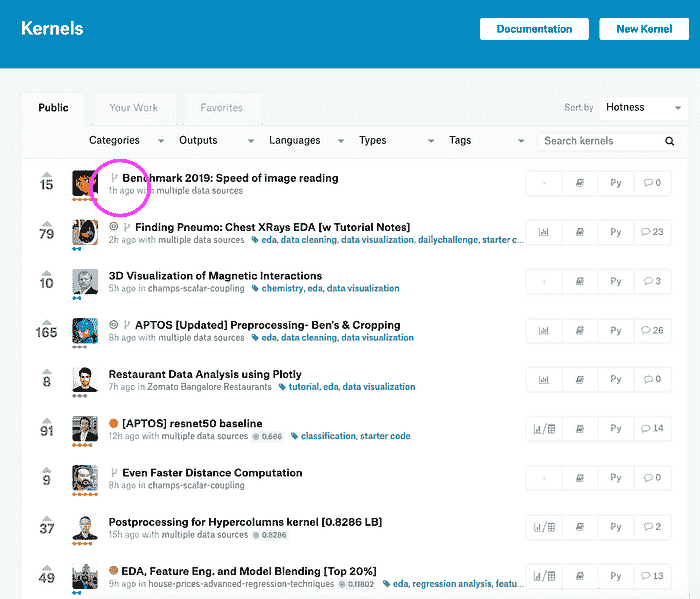 Kernels
Documentation
New Kernel
Public
Your Work
Favorites
Sort by
Hotness
Categories
Outputs
Languages
Types
Tags
Search kernels
15
Benchmark 2019: Speed of image reading
1h ago with multiple data sources
Py
0
79
Finding Pneumo: Chest XRays EDA [w Tutorial Notes]
2h ago with multiple data sources
eda, data cleaning, data visualization, dailychallenge, starter c...
Py
23
10
3D Visualization of Magnetic Interactions
5h ago in champs-scalar-coupling
chemistry, eda, data visualization
Py
3
165
APTOS [Updated] Preprocessing- Ben's & Cropping
8h ago with multiple data sources
eda, data cleaning, data visualization
Py
26
8
Restaurant Data Analysis using Plotly
7h ago in Zomato Bangalore Restaurants
tutorial, eda, data visualization
Py
0
91
[APTOS] resnet50 baseline
12h ago with multiple data sources
0.686
classification, starter code
Py
14
9
Even Faster Distance Computation
8h ago in champs-scalar-coupling
Py
0
37
Postprocessing for Hypercolumns kernel [0.8286 LB]
15h ago with multiple data sources
0.8286
Py
2
49
EDA, Feature Eng. and Model Blending [Top 20%]
9h ago in house-prices-advanced-regression-techniques
0.11802
eda, regression analysis, featu...
Py
13